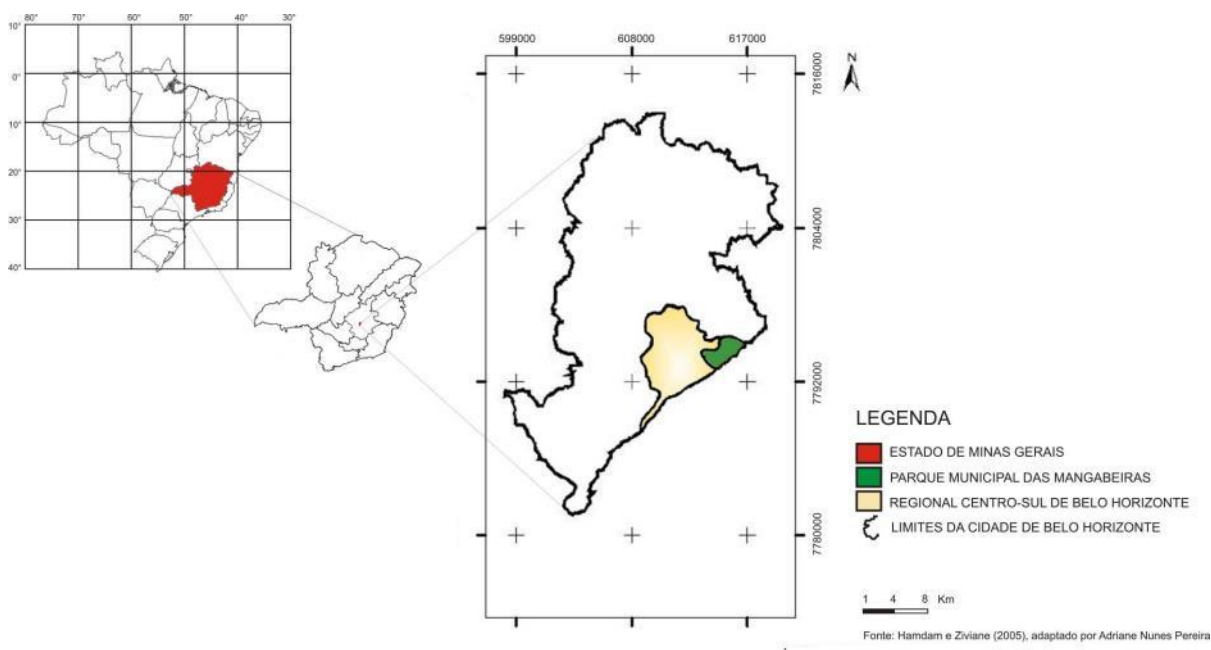 80° 70° 60° 50° 40° 30°
10°
0°
10°
20°
30°
40°
599000 608000 617000
N
7816000
7804000
7792000
7780000
LEGENDA
ESTADO DE MINAS GERAIS
PARQUE MUNICIPAL DAS MANGABEIRAS
REGIONAL CENTRO-SUL DE BELO HORIZONTE
LIMITES DA CIDADE DE BELO HORIZONTE
1 4 8 Km
Fonte: Hamdam e Ziviane (2005), adaptado por Adriane Nunes Pereira